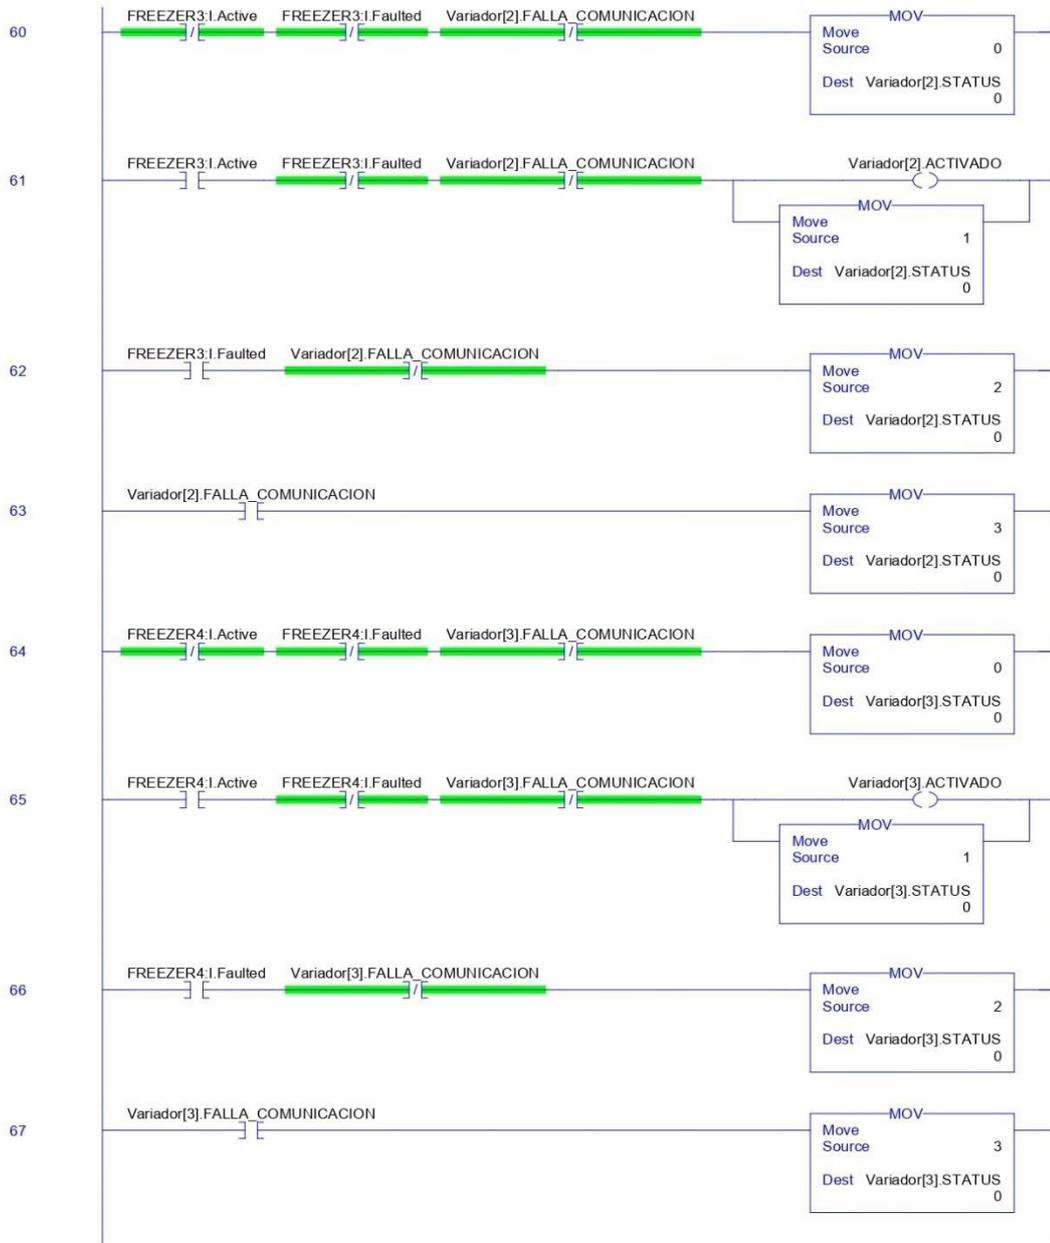 60
FREEZER3:I.Active FREEZER3:I.Faulted Variador[2].FALLA_COMUNICACION
MOV
Move
Source 0
Dest Variador[2].STATUS
0
61
FREEZER3:I.Active FREEZER3:I.Faulted Variador[2].FALLA_COMUNICACION Variador[2].ACTIVADO
MOV
Move
Source 1
Dest Variador[2].STATUS
0
62
FREEZER3:I.Faulted Variador[2].FALLA_COMUNICACION
MOV
Move
Source 2
Dest Variador[2].STATUS
0
63
Variador[2].FALLA_COMUNICACION
MOV
Move
Source 3
Dest Variador[2].STATUS
0
64
FREEZER4:I.Active FREEZER4:I.Faulted Variador[3].FALLA_COMUNICACION
MOV
Move
Source 0
Dest Variador[3].STATUS
0
65
FREEZER4:I.Active FREEZER4:I.Faulted Variador[3].FALLA_COMUNICACION Variador[3].ACTIVADO
MOV
Move
Source 1
Dest Variador[3].STATUS
0
66
FREEZER4:I.Faulted Variador[3].FALLA_COMUNICACION
MOV
Move
Source 2
Dest Variador[3].STATUS
0
67
Variador[3].FALLA_COMUNICACION
MOV
Move
Source 3
Dest Variador[3].STATUS
0